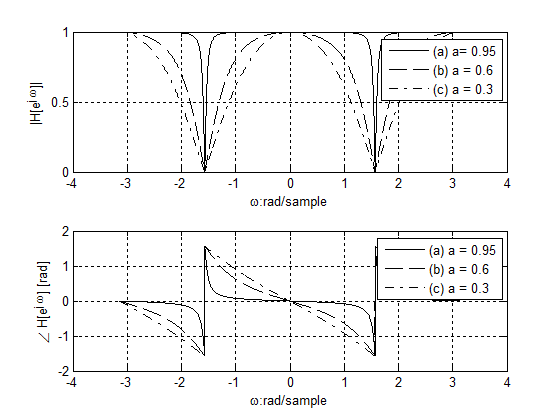 1
0.5
0
|H[e^jω]|
-4 -3 -2 -1 0 1 2 3 4
ω:rad/sample
(a) a= 0.95
(b) a = 0.6
(c) a = 0.3
2
1
0
-1
-2
∠ H[e^jω] [rad]
-4 -3 -2 -1 0 1 2 3 4
ω:rad/sample
(a) a = 0.95
(b) a = 0.6
(c) a = 0.3